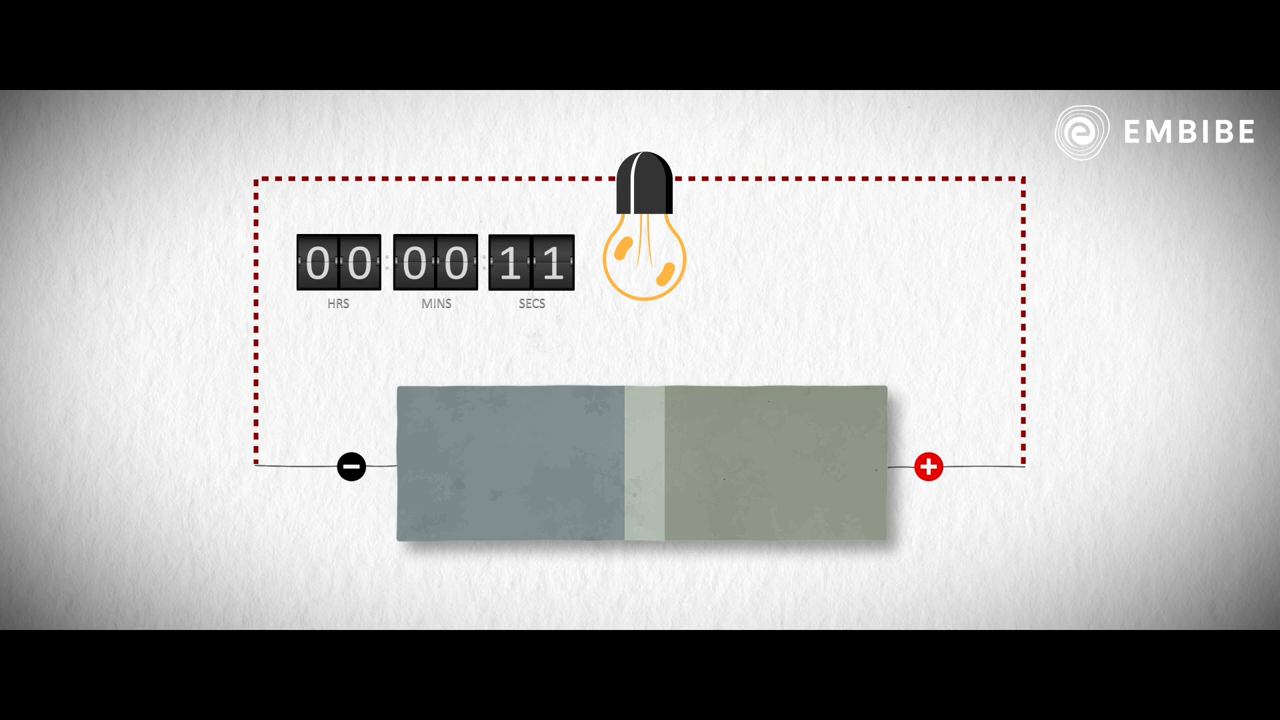 EMBIBE
00 : 00 : 11
HRS MINS SECS
− +